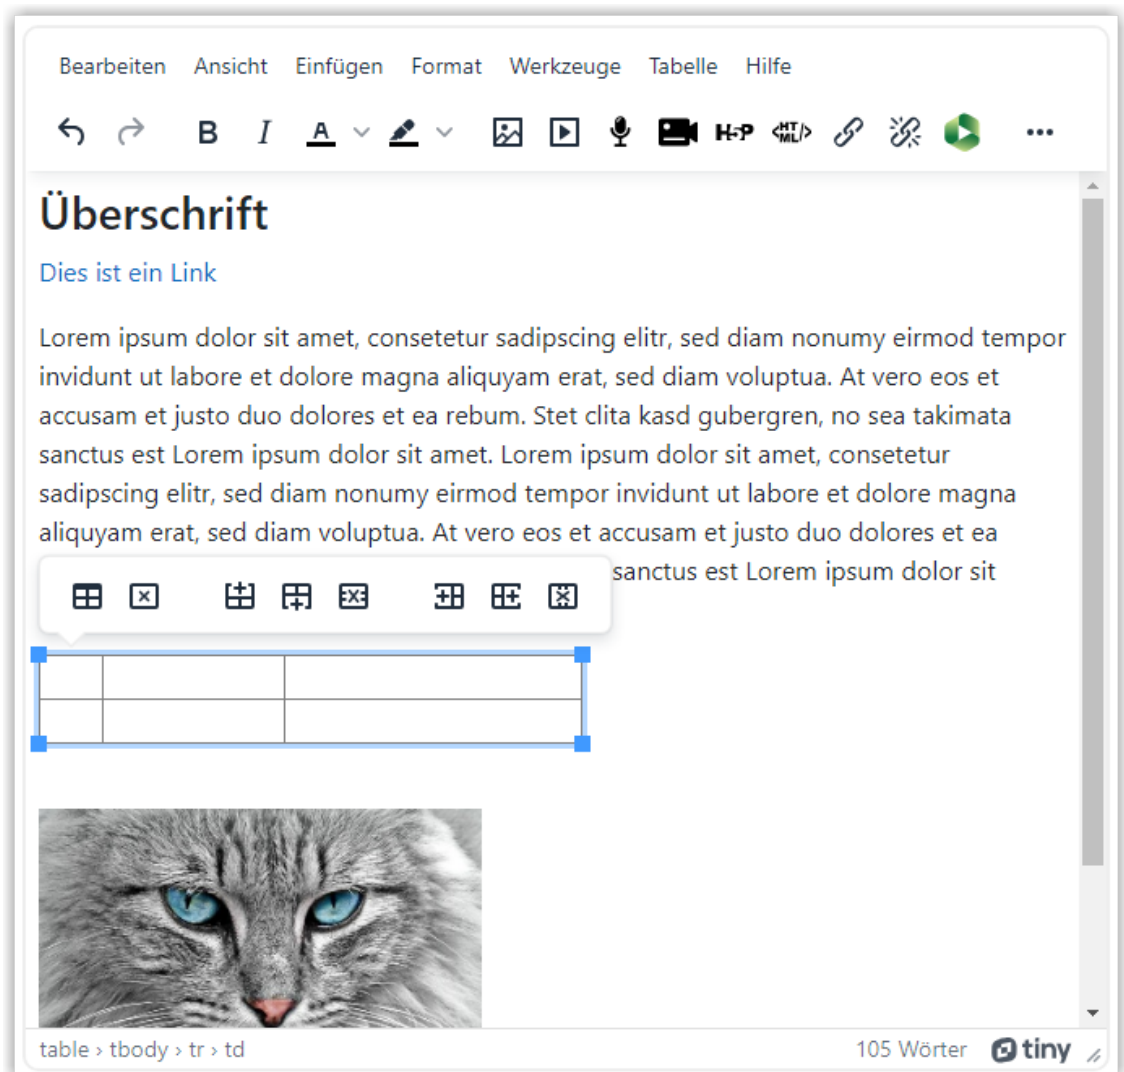 Bearbeiten Ansicht Einfügen Format Werkzeuge Tabelle Hilfe
B I A H5P <HTML/>
Überschrift
Dies ist ein Link
Lorem ipsum dolor sit amet, consetetur sadipscing elitr, sed diam nonumy eirmod tempor
invidunt ut labore et dolore magna aliquyam erat, sed diam voluptua. At vero eos et
accusam et justo duo dolores et ea rebum. Stet clita kasd gubergren, no sea takimata
sanctus est Lorem ipsum dolor sit amet. Lorem ipsum dolor sit amet, consetetur
sadipscing elitr, sed diam nonumy eirmod tempor invidunt ut labore et dolore magna
aliquyam erat, sed diam voluptua. At vero eos et accusam et justo duo dolores et ea
sanctus est Lorem ipsum dolor sit
table › tbody › tr › td 105 Wörter tiny